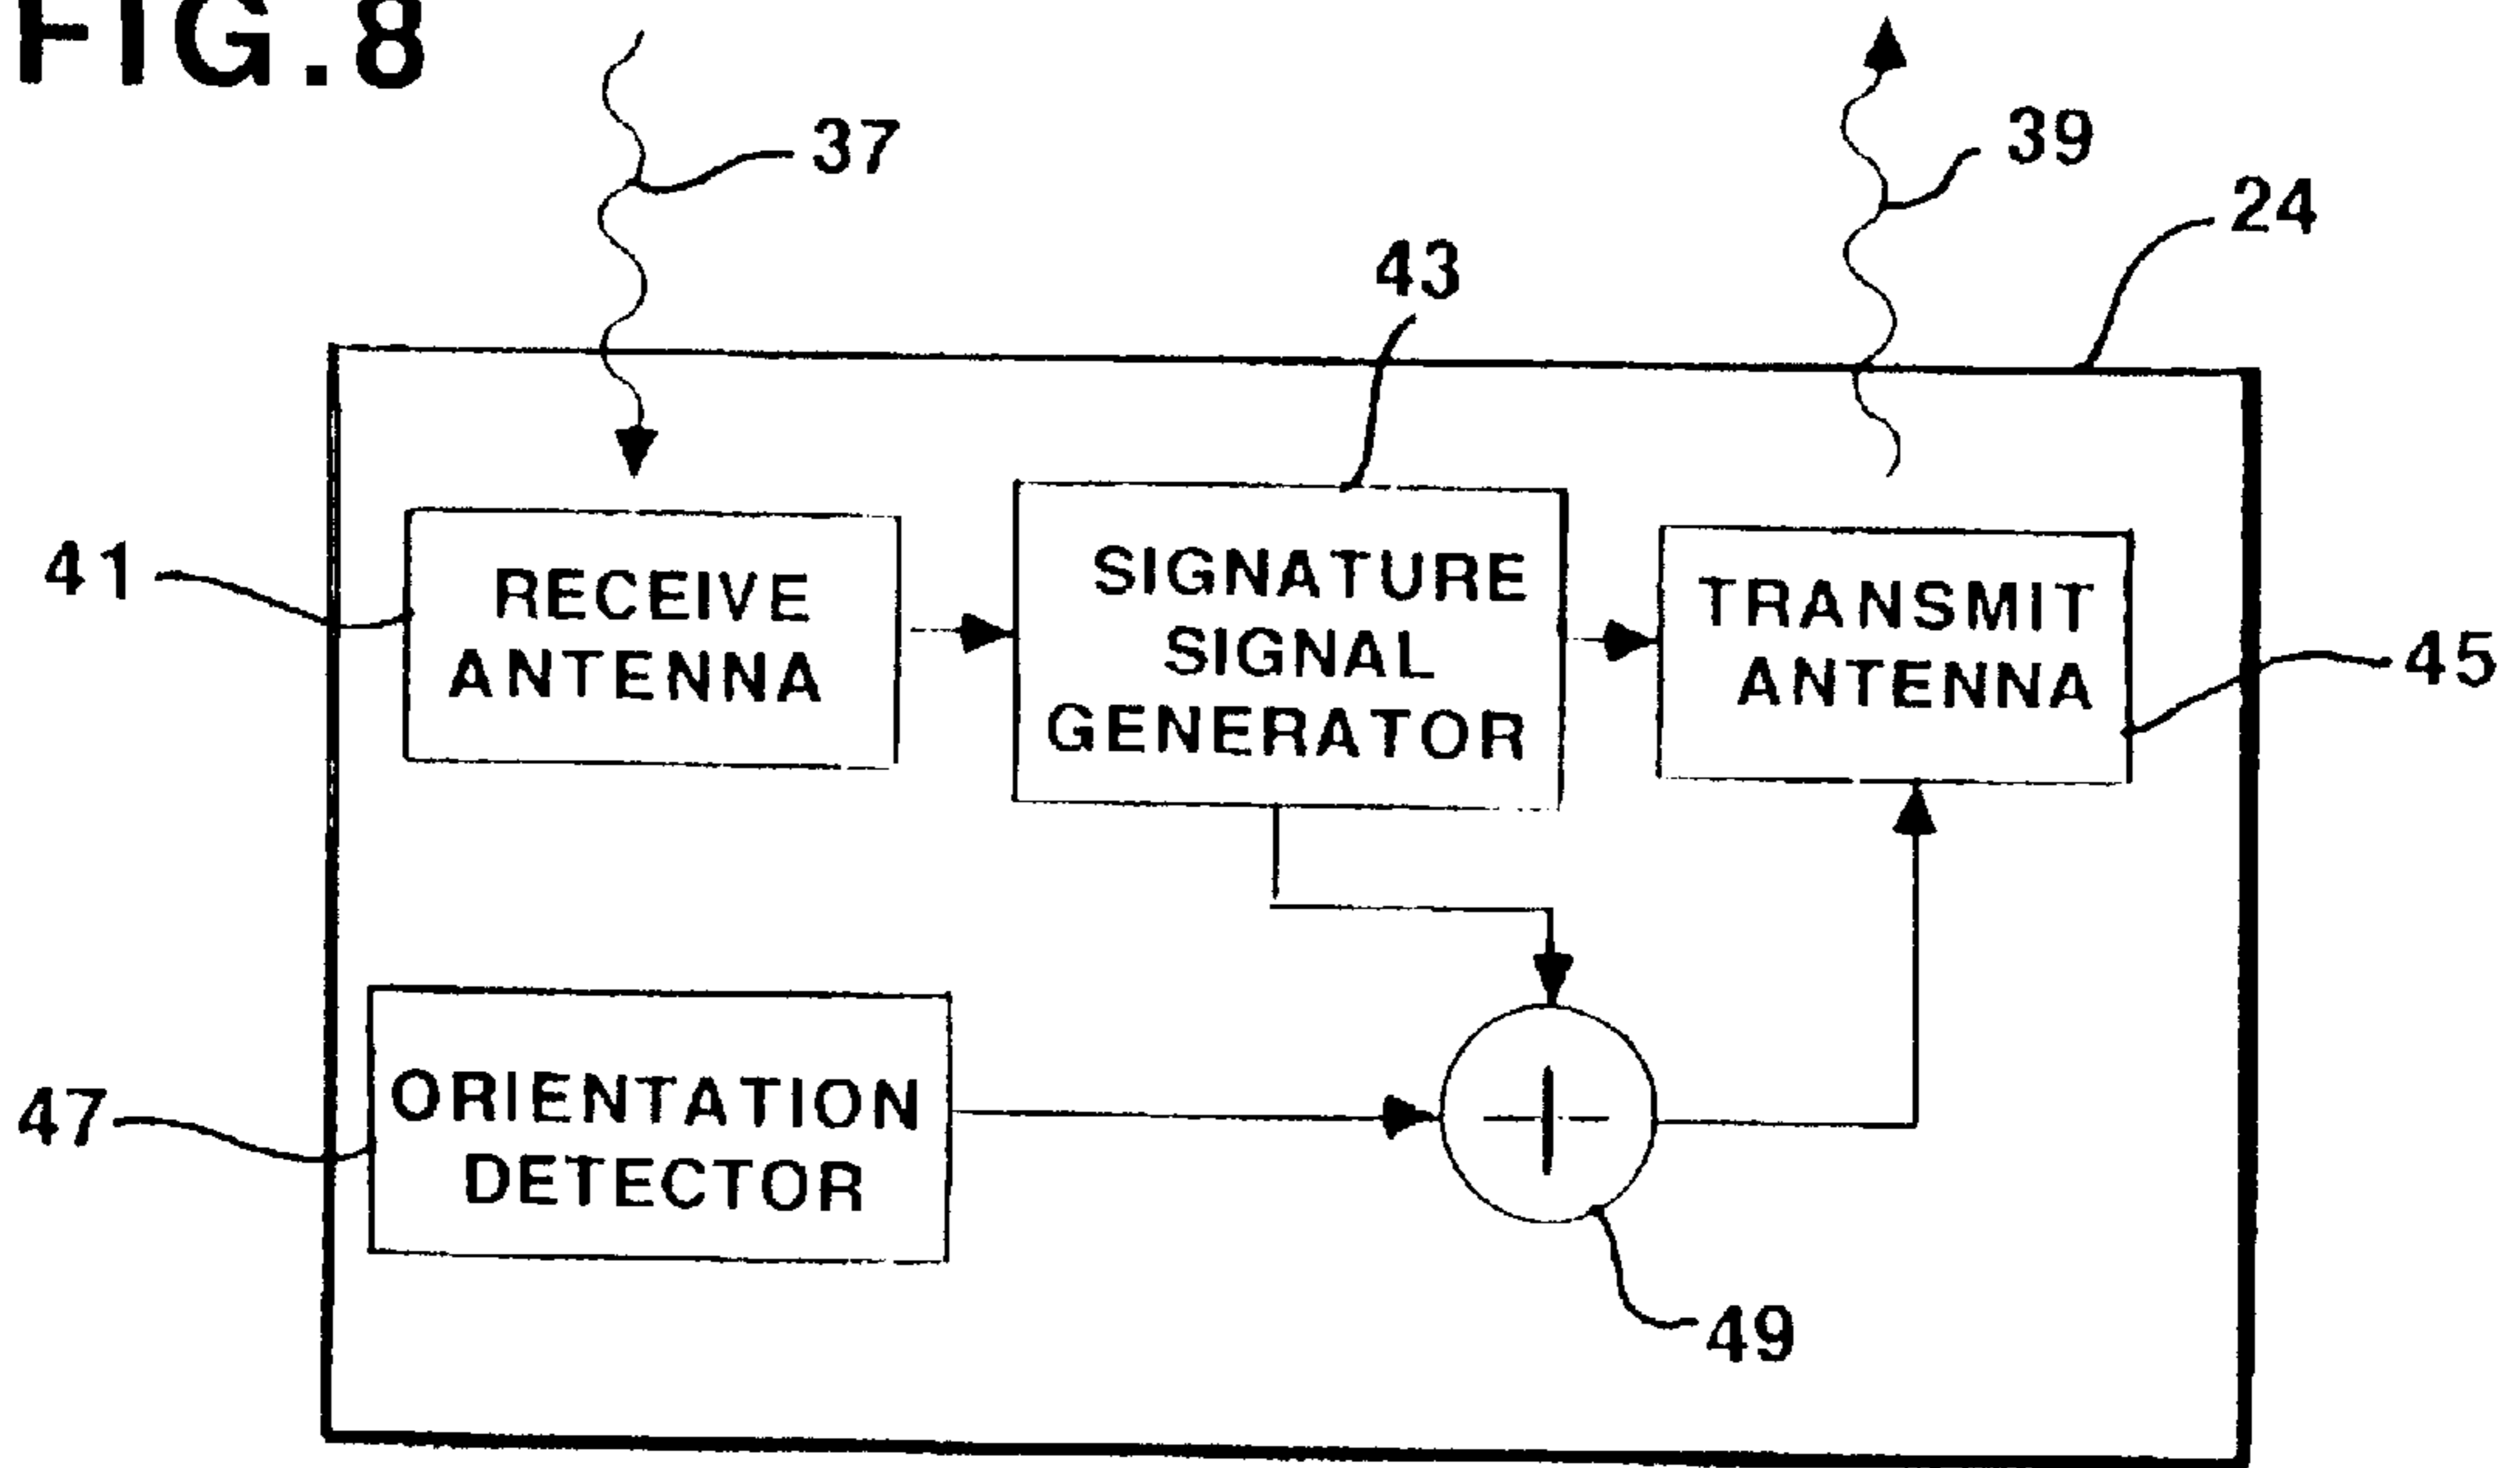 FIG.8
37
39
24
43
41
RECEIVE
ANTENNA
SIGNATURE
SIGNAL
GENERATOR
TRANSMIT
ANTENNA
45
47
ORIENTATION
DETECTOR
49